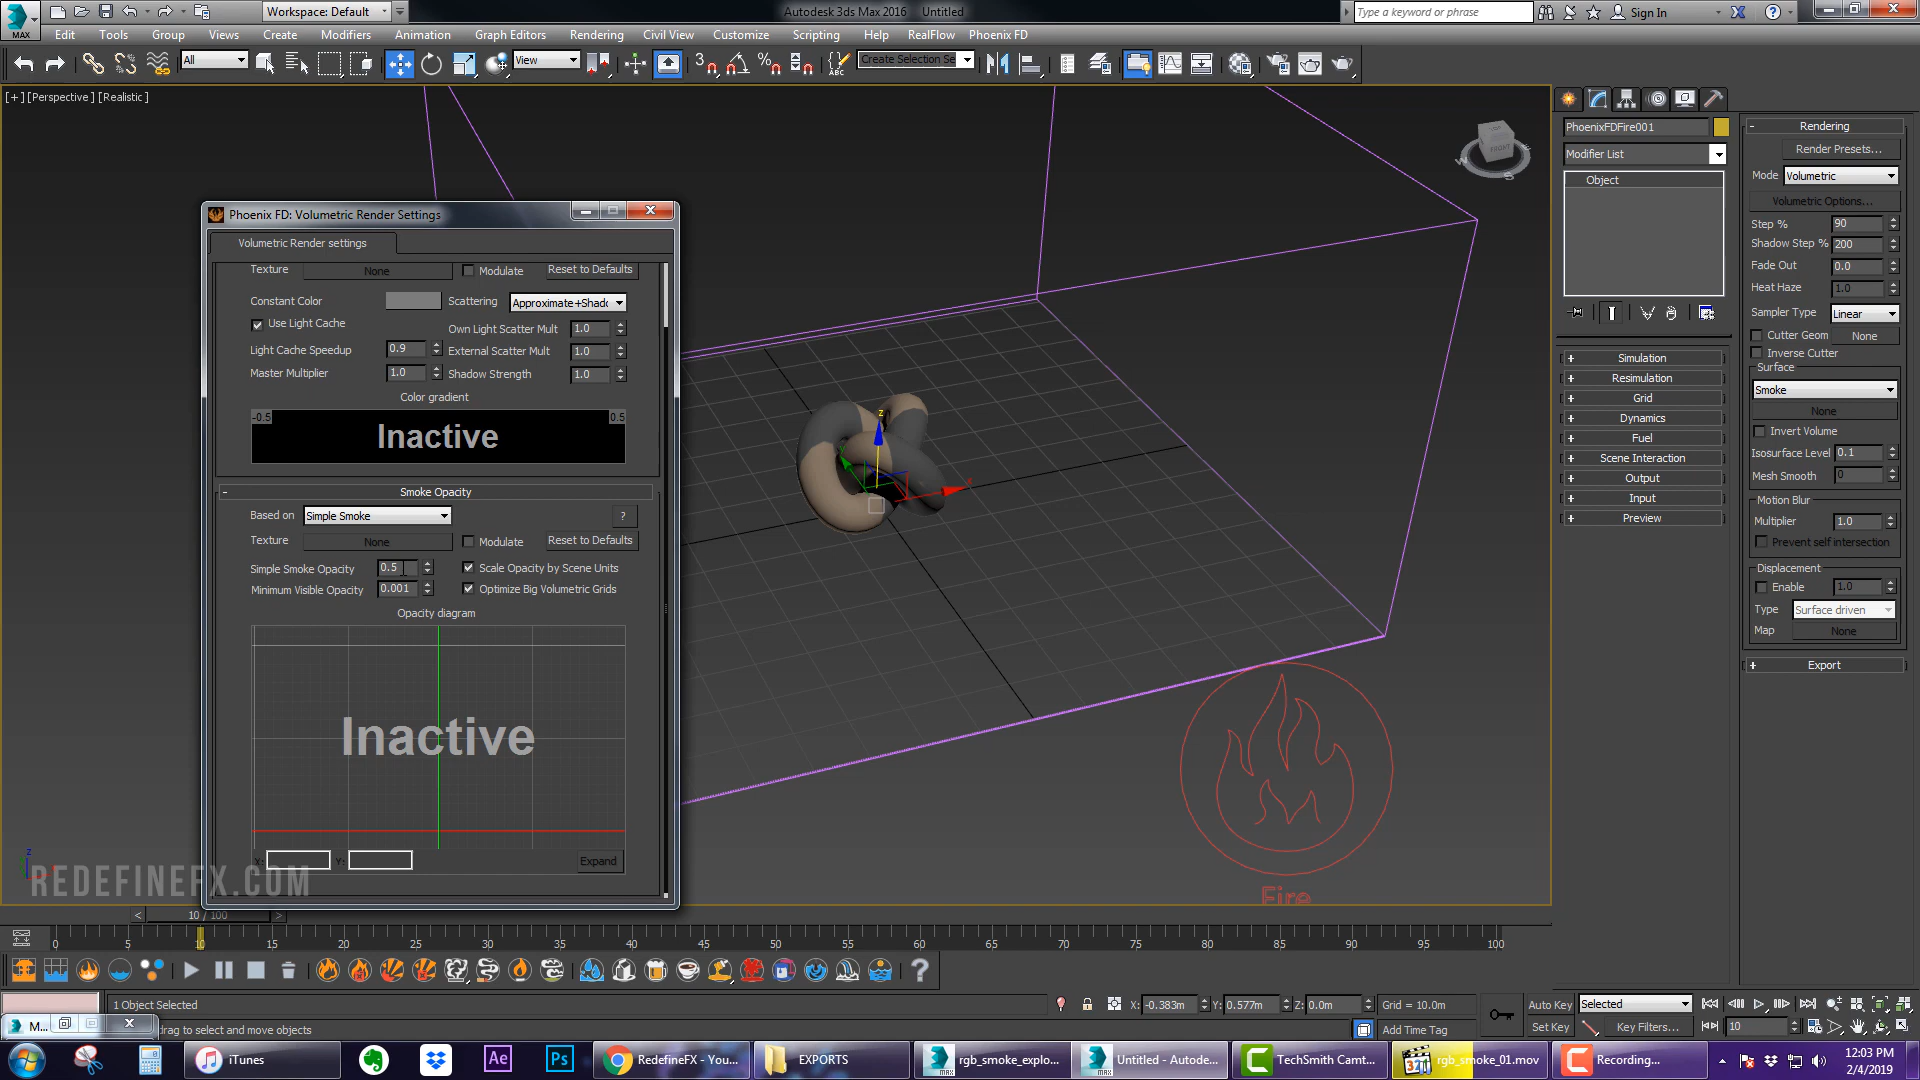 MAX
Workspace: Default
Autodesk 3ds Max 2016 Untitled
Type a keyword or phrase
Sign In
Edit Tools Group Views Create Modifiers Animation Graph Editors Rendering Civil View Customize Scripting Help RealFlow Phoenix FD
All
View
Create Selection Se
[+] [Perspective] [Realistic]
Phoenix FD: Volumetric Render Settings
Volumetric Render settings
Texture None Modulate Reset to Defaults
Constant Color Scattering Approximate+Shado
Use Light Cache
Own Light Scatter Mult 1.0
Light Cache Speedup 0.9 External Scatter Mult 1.0
Master Multiplier 1.0 Shadow Strength 1.0
Color gradient
-0.5 0.5
Inactive
- Smoke Opacity
Based on Simple Smoke ?
Texture None Modulate Reset to Defaults
Simple Smoke Opacity 0.5 Scale Opacity by Scene Units
Minimum Visible Opacity 0.001 Optimize Big Volumetric Grids
Opacity diagram
Inactive
X: Y: Expand
REDEFINEFX.COM
z
x
FRONT
W
S
Fire
PhoenixFDFire001
Modifier List
Object
+ Simulation
+ Resimulation
+ Grid
+ Dynamics
+ Fuel
+ Scene Interaction
+ Output
+ Input
+ Preview
- Rendering
Render Presets...
Mode Volumetric
Volumetric Options...
Step % 90
Shadow Step % 200
Fade Out 0.0
Heat Haze 1.0
Sampler Type Linear
Cutter Geom None
Inverse Cutter
Surface
Smoke
None
Invert Volume
Isosurface Level 0.1
Mesh Smooth 0
Motion Blur
Multiplier 1.0
Prevent self intersection
Displacement
Enable 1.0
Type Surface driven
Map None
+ Export
< 10 / 100 >
0 5 10 15 20 25 30 35 40 45 50 55 60 65 70 75 80 85 90 95 100
1 Object Selected
X: -0.383m Y: 0.577m Z: 0.0m Grid = 10.0m
Auto Key Selected
M...
drag to select and move objects
Add Time Tag
Set Key Key Filters... 10
iTunes
Ae
Ps
RedefineFX - You...
EXPORTS
rgb_smoke_explo...
Untitled - Autode...
TechSmith Camt...
rgb_smoke_01.mov
Recording...
12:03 PM
2/4/2019